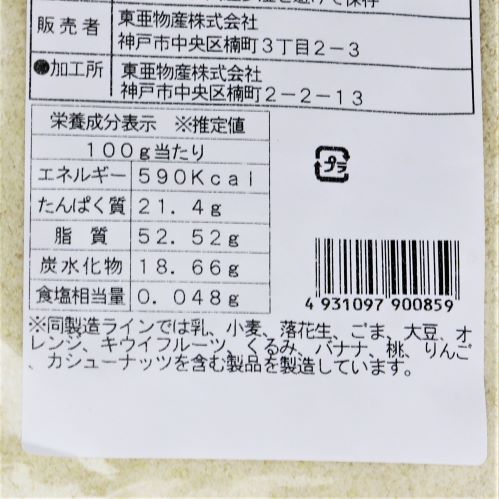 を避けて保存
販売者 東亜物産株式会社
神戸市中央区楠町3丁目2-3
●加工所 東亜物産株式会社
神戸市中央区楠町2-2-13
栄養成分表示 ※推定値
100g当たり
エネルギー 590Kcal
たんぱく質 21.4g
脂質 52.52g
炭水化物 18.66g
食塩相当量 0.048g
プラ
4 931097 900859
※同製造ラインでは乳、小麦、落花生、ごま、大豆、オ
レンジ、キウイフルーツ、くるみ、バナナ、桃、りんご
、カシューナッツを含む製品を製造しています。